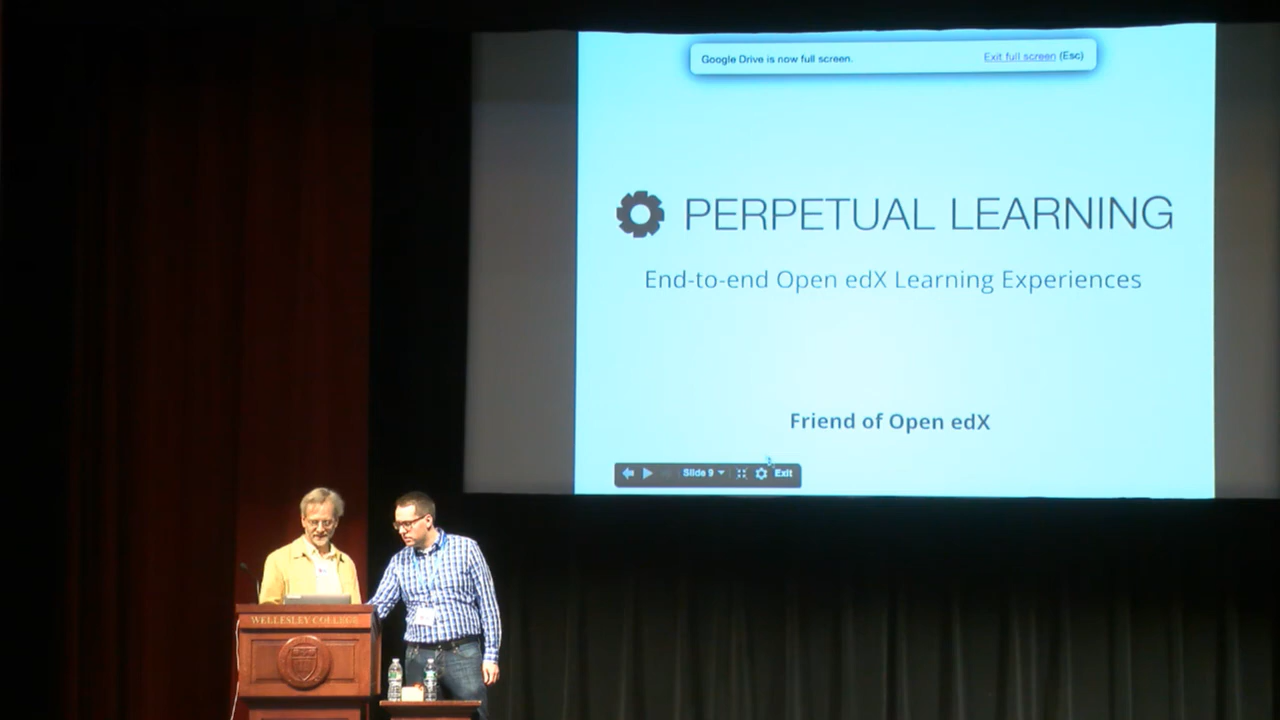 Google Drive is now full screen. Exit full screen (Esc)
PERPETUAL LEARNING
End-to-end Open edX Learning Experiences
Friend of Open edX
Slide 9 Exit
WELLESLEY COLLEGE